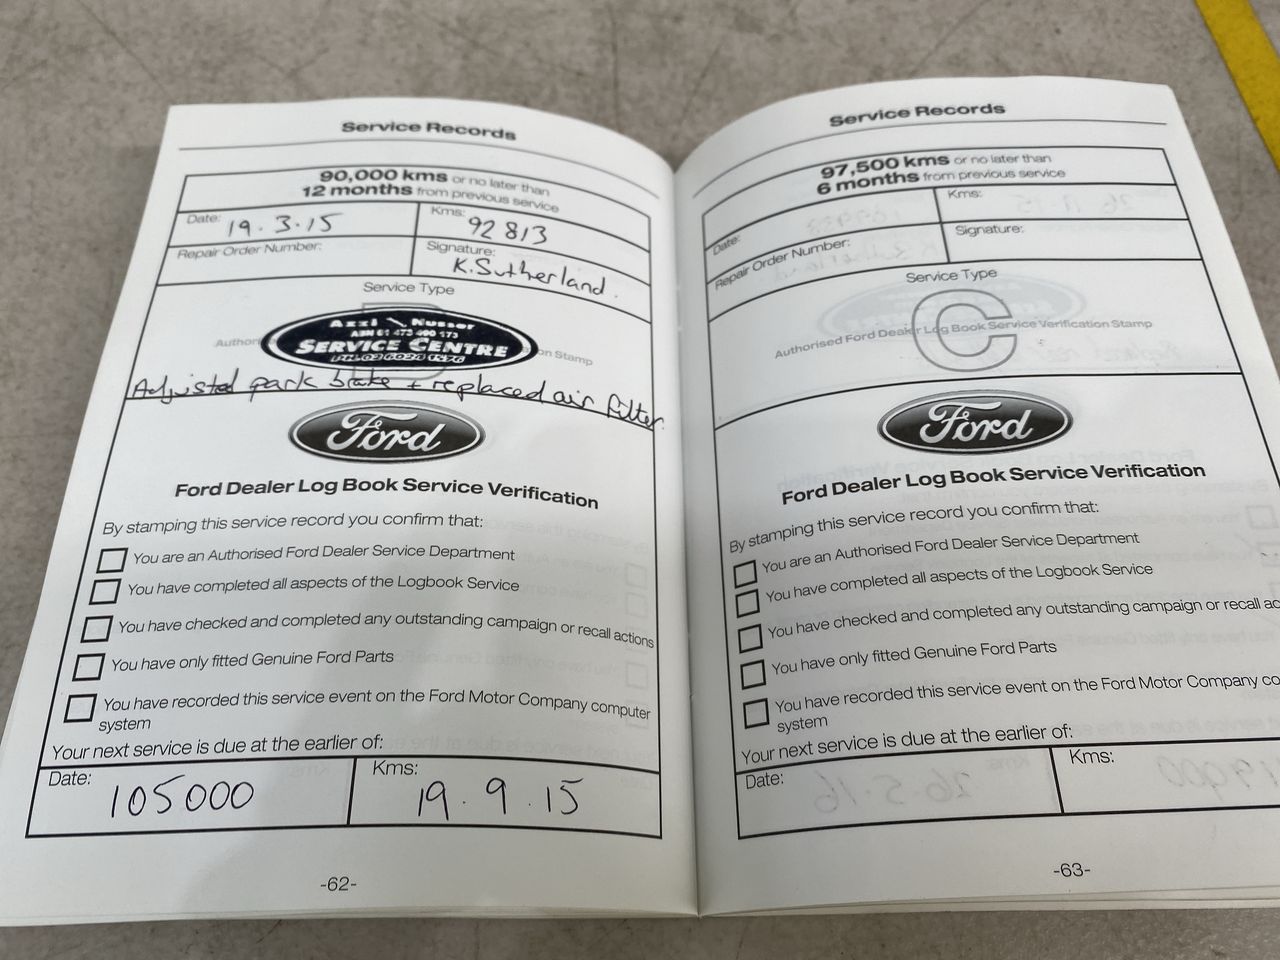 Service Records
90,000 kms or no later than
12 months from previous service
Date: 19.3.15
Kms: 92813
Repair Order Number:
Signature: K.Sutherland.
Service Type
SERVICE CENTRE
on Stamp
Adjusted park brake + replaced air filter.
Ford
Ford Dealer Log Book Service Verification
By stamping this service record you confirm that:
You are an Authorised Ford Dealer Service Department
You have completed all aspects of the Logbook Service
You have checked and completed any outstanding campaign or recall actions
You have only fitted Genuine Ford Parts
You have recorded this service event on the Ford Motor Company computer
system
Your next service is due at the earlier of:
Date: 105000
Kms: 19.9.15
-62-
Service Records
97,500 kms or no later than
6 months from previous service
Date:
Kms:
Repair Order Number:
Signature:
Service Type
C
Authorised Ford Dealer Log Book Service Verification Stamp
Ford
Ford Dealer Log Book Service Verification
By stamping this service record you confirm that:
You are an Authorised Ford Dealer Service Department
You have completed all aspects of the Logbook Service
You have checked and completed any outstanding campaign or recall ac
You have only fitted Genuine Ford Parts
You have recorded this service event on the Ford Motor Company co
system
Your next service is due at the earlier of:
Date:
Kms:
-63-